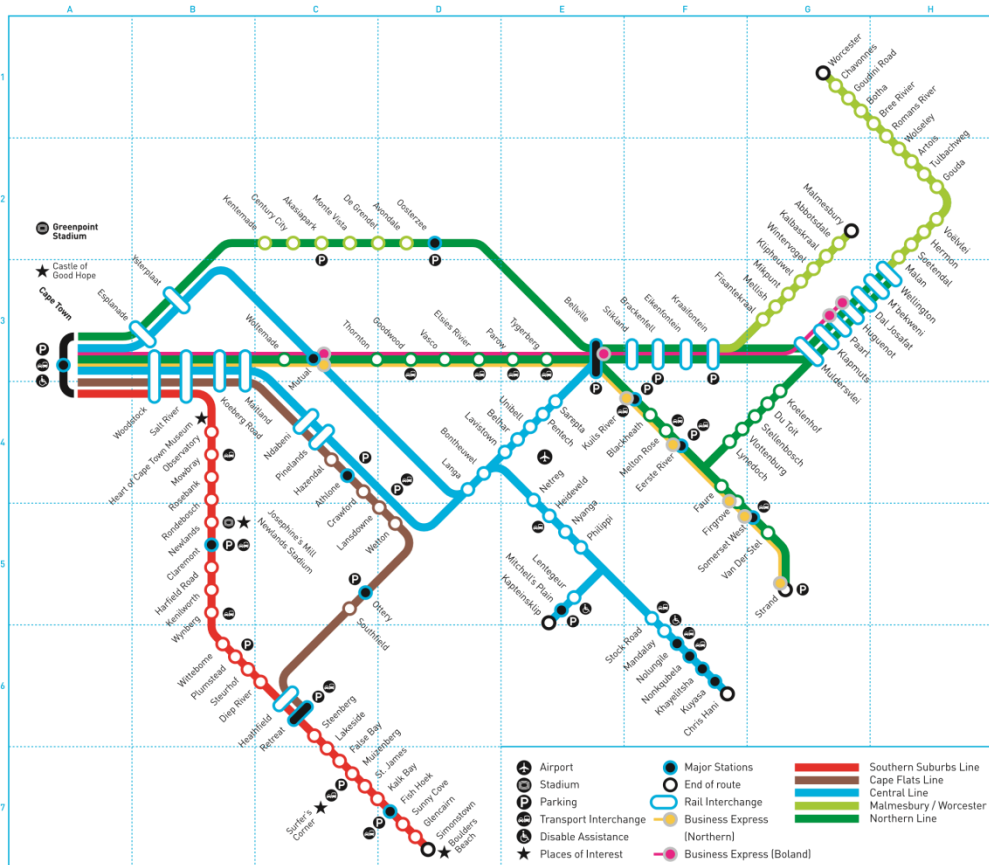 A B C D E F G H
1
2
3
4
5
6
7
Greenpoint
Stadium
Castle of
Good Hope
Cape Town
Esplanade
Ysterplaat
Kentemade
Century City
Akasiapark
Monte Vista
De Grendel
Avondale
Oosterzee
Woodstock
Salt River
Koeberg Road
Maitland
Ndabeni
Pinelands
Hazendal
Athlone
Crawford
Lansdowne
Wetton
Ottery
Southfield
Woltemade
Mutual
Thornton
Goodwood
Vasco
Elsies Rivier
Parow
Tygerberg
Bellville
Stikland
Brackenfell
Eikenfontein
Kraaifontein
Fisantekraal
Mellish
Mikpunt
Klipheuwel
Wintervogel
Kalbaskraal
Abbotsdale
Malmesbury
Worcester
Chavonnes
Goudini Road
Botha
Bree Rivier
Romans River
Wolseley
Artois
Tulbachweg
Gouda
Voëlvlei
Hermon
Soetendal
Malan
Wellington
M'bekweni
Dal Josafat
Huguenot
Paarl
Klapmuts
Muldersvlei
Koelenhof
Du Toit
Stellenbosch
Vlottenburg
Lynedoch
Kuils River
Blackheath
Melton Rose
Eerste River
Faure
Firgrove
Somerset West
Van Der Stel
Strand
Sarepta
Pentech
Unibell
Belhar
Lavistown
Bontheuwel
Langa
Netreg
Heideveld
Nyanga
Philippi
Lentegeur
Mitchell's Plain
Kapteinsklip
Stock Road
Mandalay
Nolungile
Nonkqubela
Khayelitsha
Kuyasa
Chris Hani
Heart of Cape Town Museum
Observatory
Mowbray
Rosebank
Rondebosch
Newlands
Josephine's Mill
Newlands Stadium
Claremont
Harfield Road
Kenilworth
Wynberg
Witteborne
Plumstead
Steurhof
Diep River
Heathfield
Retreat
Steenberg
Lakeside
False Bay
Muizenberg
St. James
Kalk Bay
Fish Hoek
Sunny Cove
Glencairn
Simonstown
Boulders
Beach
Surfer's
Corner
Airport
Stadium
Parking
Transport Interchange
Disable Assistance
Places of Interest
Major Stations
End of route
Rail Interchange
Business Express
(Northern)
Business Express (Boland)
Southern Suburbs Line
Cape Flats Line
Central Line
Malmesbury / Worcester
Northern Line